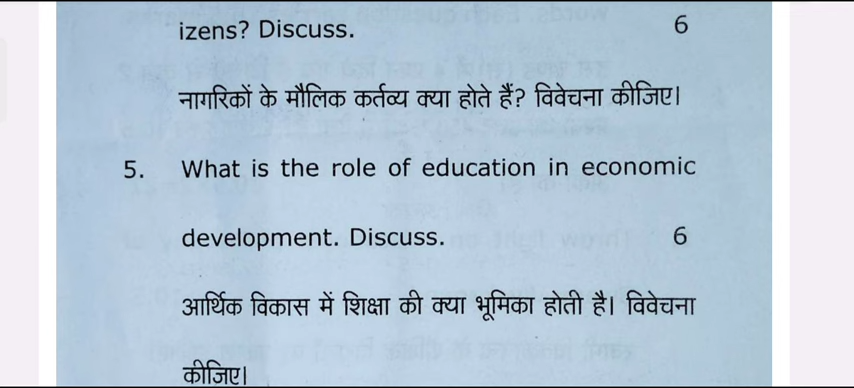 izens? Discuss. 6
नागरिकों के मौलिक कर्तव्य क्या होते हैं? विवेचना कीजिए।
5. What is the role of education in economic
development. Discuss. 6
आर्थिक विकास में शिक्षा की क्या भूमिका होती है। विवेचना
कीजिए।